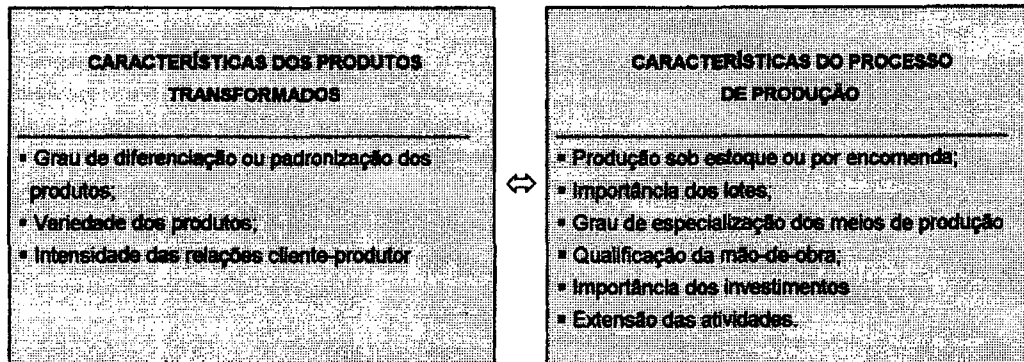 CARACTERÍSTICAS DOS PRODUTOS
TRANSFORMADOS
▪ Grau de diferenciação ou padronização dos
produtos;
▪ Variedade dos produtos;
▪ Intensidade das relações cliente-produtor
⇔
CARACTERÍSTICAS DO PROCESSO
DE PRODUÇÃO
▪ Produção sob estoque ou por encomenda;
▪ Importância dos lotes;
▪ Grau de especialização dos meios de produção
▪ Qualificação da mão-de-obra;
▪ Importância dos investimentos
▪ Extensão das atividades.